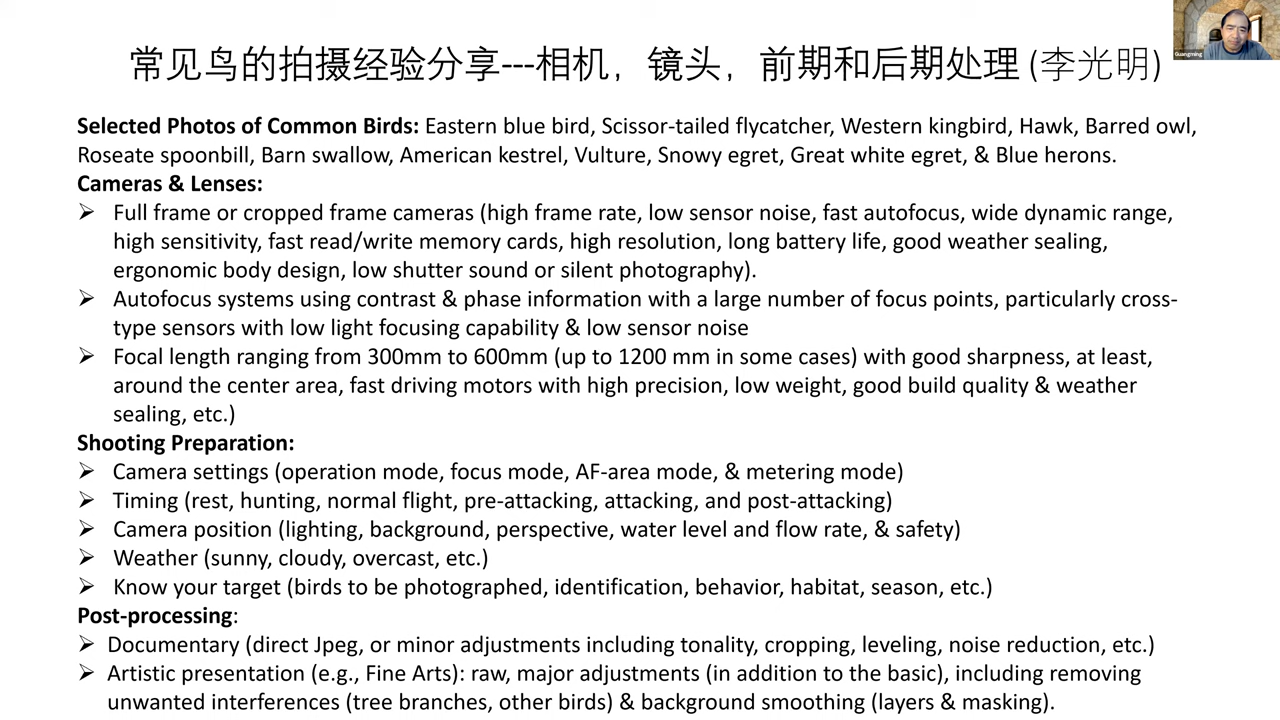 常见鸟的拍摄经验分享---相机，镜头，前期和后期处理 (李光明)
Guangming
Selected Photos of Common Birds: Eastern blue bird, Scissor-tailed flycatcher, Western kingbird, Hawk, Barred owl,
Roseate spoonbill, Barn swallow, American kestrel, Vulture, Snowy egret, Great white egret, & Blue herons.
Cameras & Lenses:
➢ Full frame or cropped frame cameras (high frame rate, low sensor noise, fast autofocus, wide dynamic range,
high sensitivity, fast read/write memory cards, high resolution, long battery life, good weather sealing,
ergonomic body design, low shutter sound or silent photography).
➢ Autofocus systems using contrast & phase information with a large number of focus points, particularly cross-
type sensors with low light focusing capability & low sensor noise
➢ Focal length ranging from 300mm to 600mm (up to 1200 mm in some cases) with good sharpness, at least,
around the center area, fast driving motors with high precision, low weight, good build quality & weather
sealing, etc.)
Shooting Preparation:
➢ Camera settings (operation mode, focus mode, AF-area mode, & metering mode)
➢ Timing (rest, hunting, normal flight, pre-attacking, attacking, and post-attacking)
➢ Camera position (lighting, background, perspective, water level and flow rate, & safety)
➢ Weather (sunny, cloudy, overcast, etc.)
➢ Know your target (birds to be photographed, identification, behavior, habitat, season, etc.)
Post-processing:
➢ Documentary (direct Jpeg, or minor adjustments including tonality, cropping, leveling, noise reduction, etc.)
➢ Artistic presentation (e.g., Fine Arts): raw, major adjustments (in addition to the basic), including removing
unwanted interferences (tree branches, other birds) & background smoothing (layers & masking).